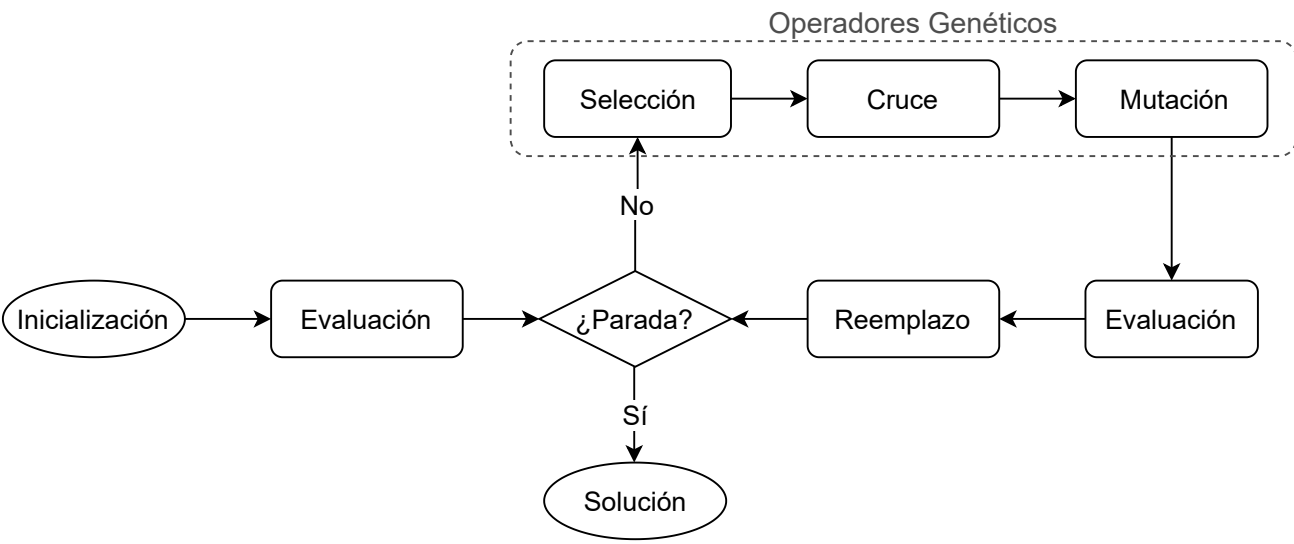 Operadores Genéticos
Selección
Cruce
Mutación
No
Inicialización
Evaluación
¿Parada?
Reemplazo
Evaluación
Sí
Solución